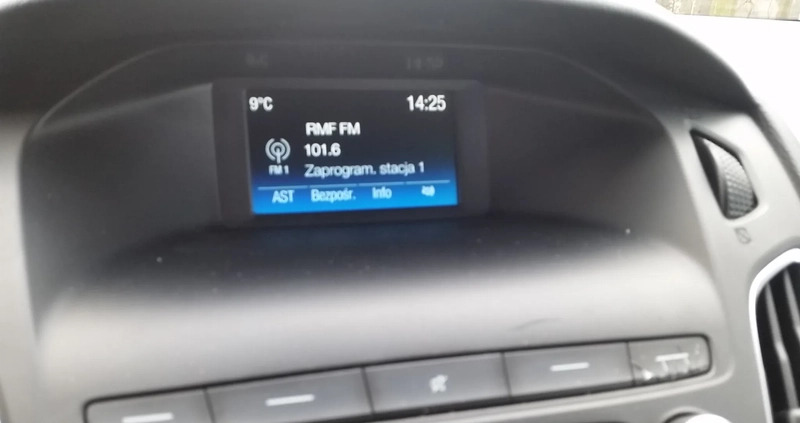 9°C 14:25
RMF FM
101.6
FM 1 Zaprogram. stacja 1
AST Bezpośr. Info